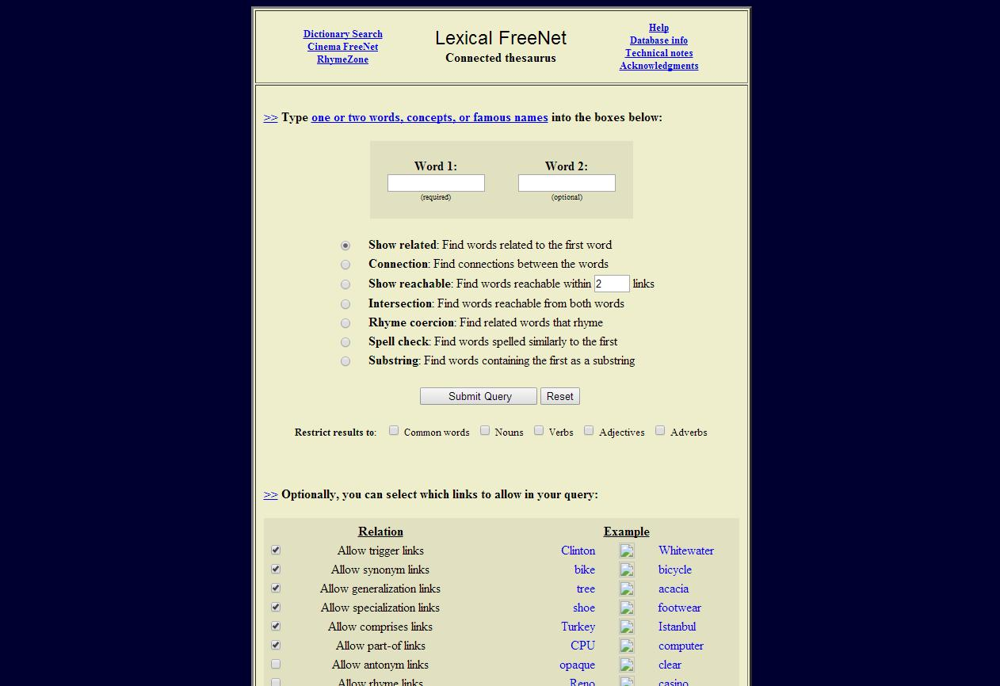 Dictionary Search
Cinema FreeNet
RhymeZone
Lexical FreeNet
Connected thesaurus
Help
Database info
Technical notes
Acknowledgments
>> Type one or two words, concepts, or famous names into the boxes below:
Word 1: Word 2:
(required) (optional)
Show related: Find words related to the first word
Connection: Find connections between the words
Show reachable: Find words reachable within 2 links
Intersection: Find words reachable from both words
Rhyme coercion: Find related words that rhyme
Spell check: Find words spelled similarly to the first
Substring: Find words containing the first as a substring
Submit Query Reset
Restrict results to: Common words Nouns Verbs Adjectives Adverbs
>> Optionally, you can select which links to allow in your query:
Relation Example
Allow trigger links Clinton Whitewater
Allow synonym links bike bicycle
Allow generalization links tree acacia
Allow specialization links shoe footwear
Allow comprises links Turkey Istanbul
Allow part-of links CPU computer
Allow antonym links opaque clear
Allow rhyme links Reno casino